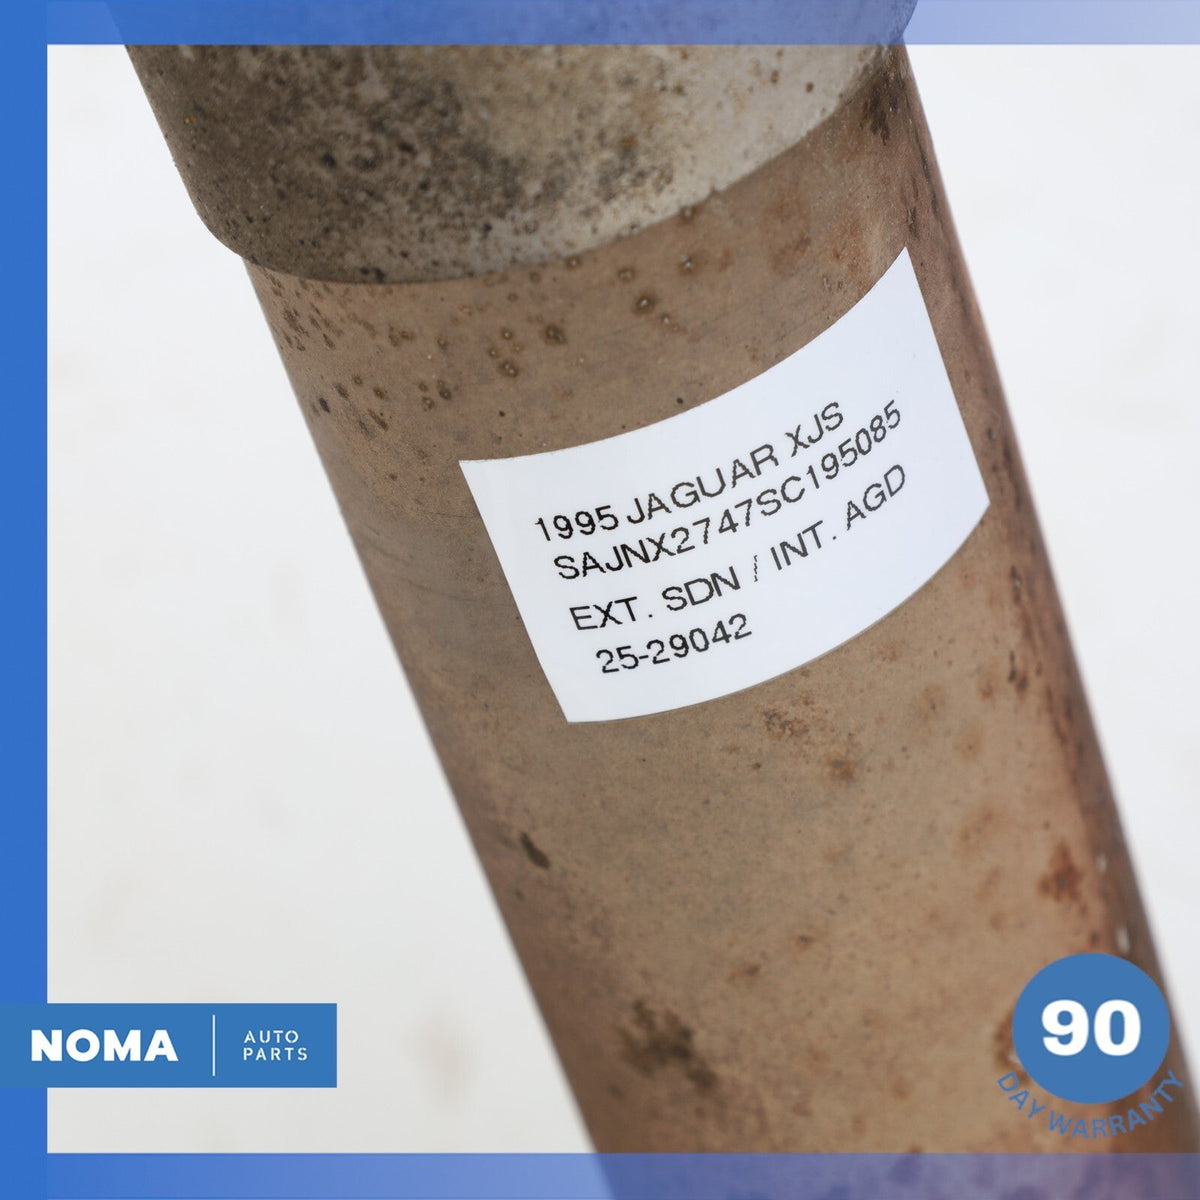 1995 JAGUAR XJS
SAJNX2747SC195085
EXT. SDN / INT. AGD
25-29042
NOMA
AUTO
PARTS
90
DAY WARRANTY